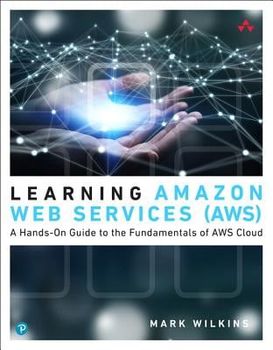 LEARNING AMAZON
WEB SERVICES (AWS)
A Hands-On Guide to the Fundamentals of AWS Cloud
MARK WILKINS